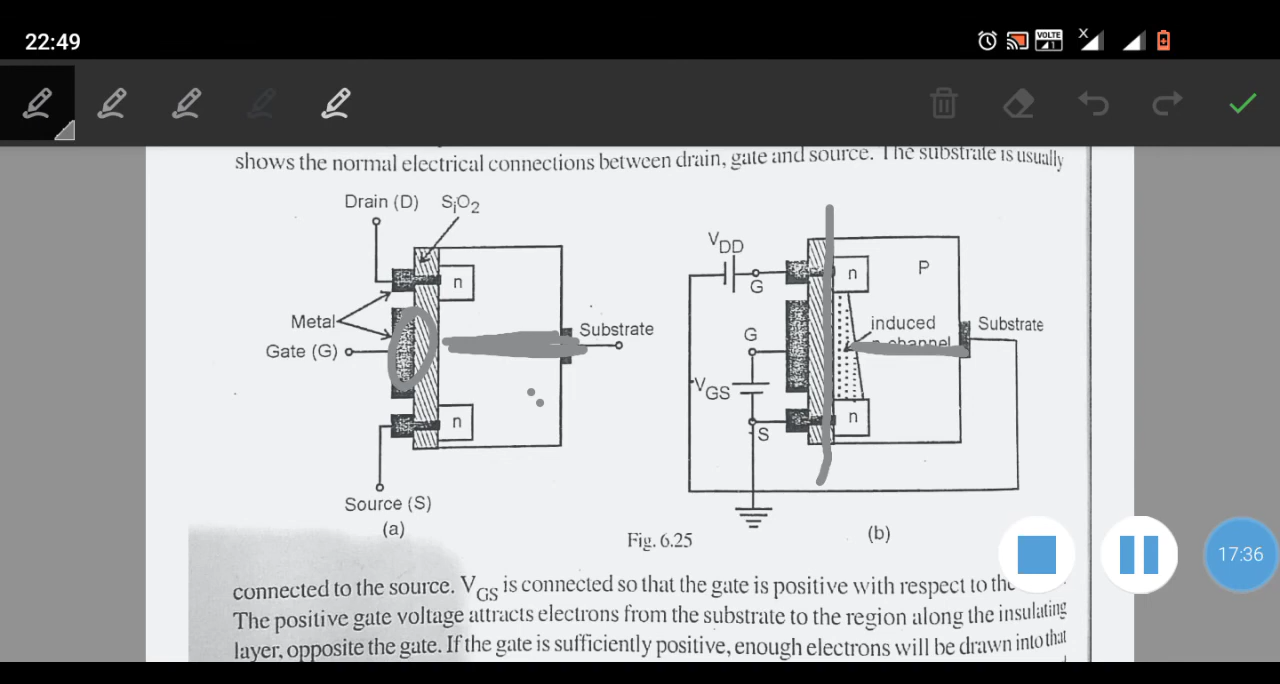 22:49
VOLTE
1
X
shows the normal electrical connections between drain, gate and source. The substrate is usually
Drain (D) SiO2
n
Metal
Gate (G)
Substrate
n
Source (S)
(a)
VDD
G
n
P
induced
n-channel
Substrate
G
VGS
S
n
(b)
Fig. 6.25
17:36
connected to the source. VGS is connected so that the gate is positive with respect to the
The positive gate voltage attracts electrons from the substrate to the region along the insulating
layer, opposite the gate. If the gate is sufficiently positive, enough electrons will be drawn into that